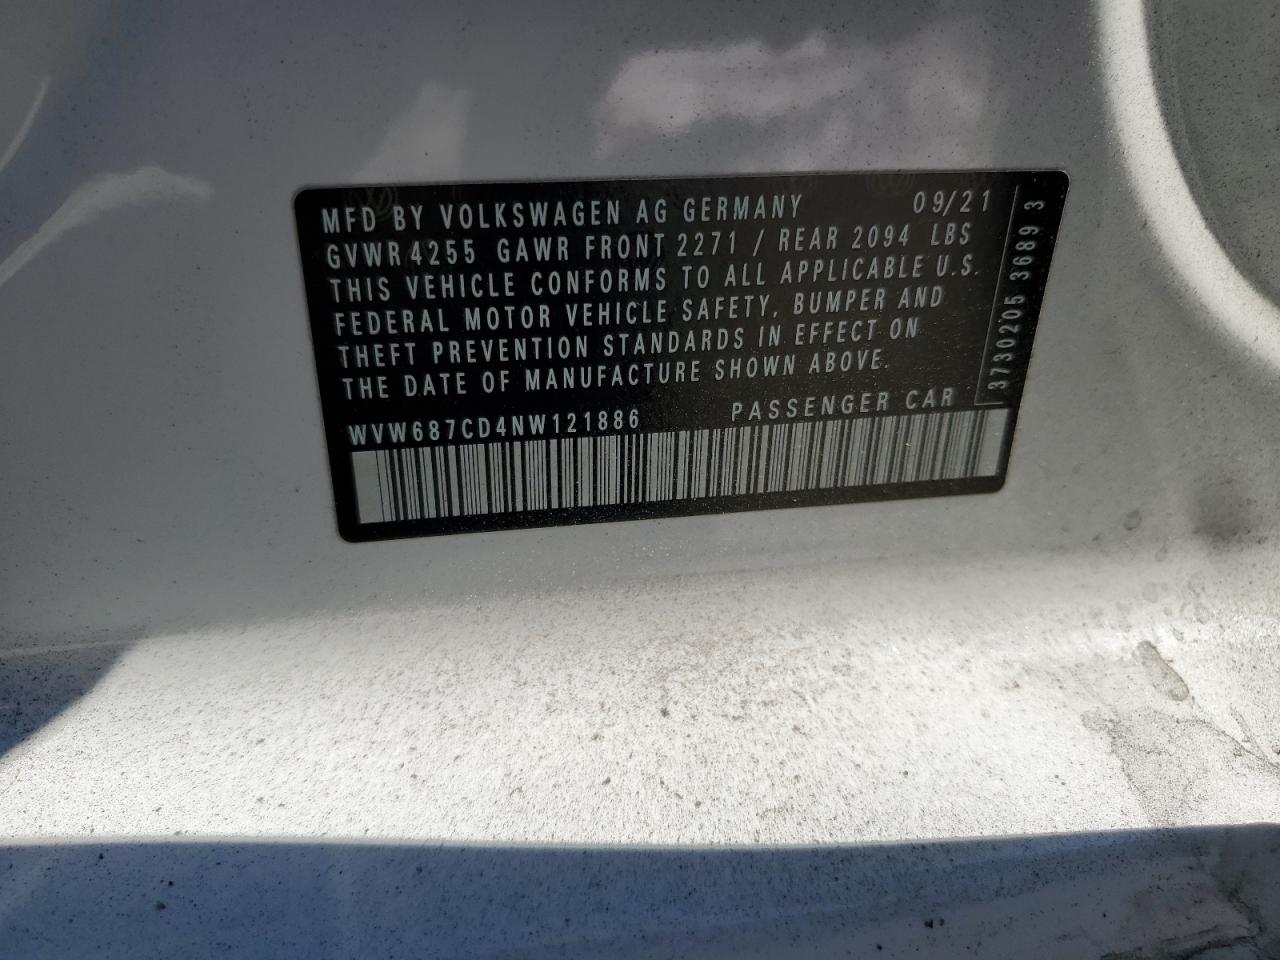 MFD BY VOLKSWAGEN AG GERMANY 09/21
GVWR 4255 GAWR FRONT 2271 / REAR 2094 LBS
THIS VEHICLE CONFORMS TO ALL APPLICABLE U.S.
FEDERAL MOTOR VEHICLE SAFETY, BUMPER AND
THEFT PREVENTION STANDARDS IN EFFECT ON
THE DATE OF MANUFACTURE SHOWN ABOVE.
WVW687CD4NW121886 PASSENGER CAR
3730205 3689 3